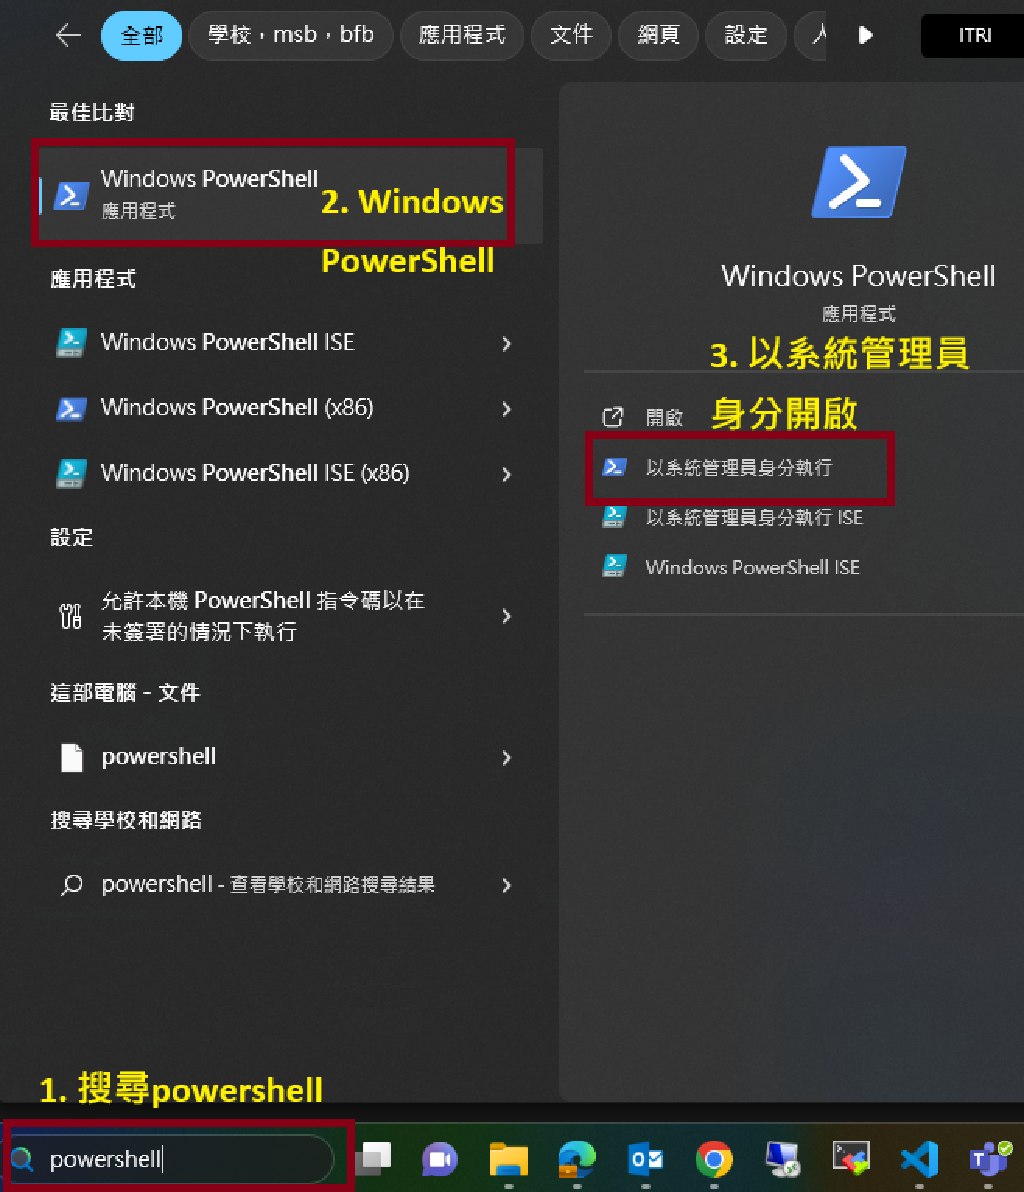 全部
學校，msb，bfb
應用程式
文件
網頁
設定
人
ITRI
最佳比對
Windows PowerShell
應用程式
2. Windows
PowerShell
應用程式
Windows PowerShell ISE
Windows PowerShell (x86)
Windows PowerShell ISE (x86)
設定
允許本機 PowerShell 指令碼以在
未簽署的情況下執行
這部電腦 - 文件
powershell
搜尋學校和網路
powershell - 查看學校和網路搜尋結果
Windows PowerShell
應用程式
3. 以系統管理員
身分開啟
開啟
以系統管理員身分執行
以系統管理員身分執行 ISE
Windows PowerShell ISE
1. 搜尋powershell
powershell